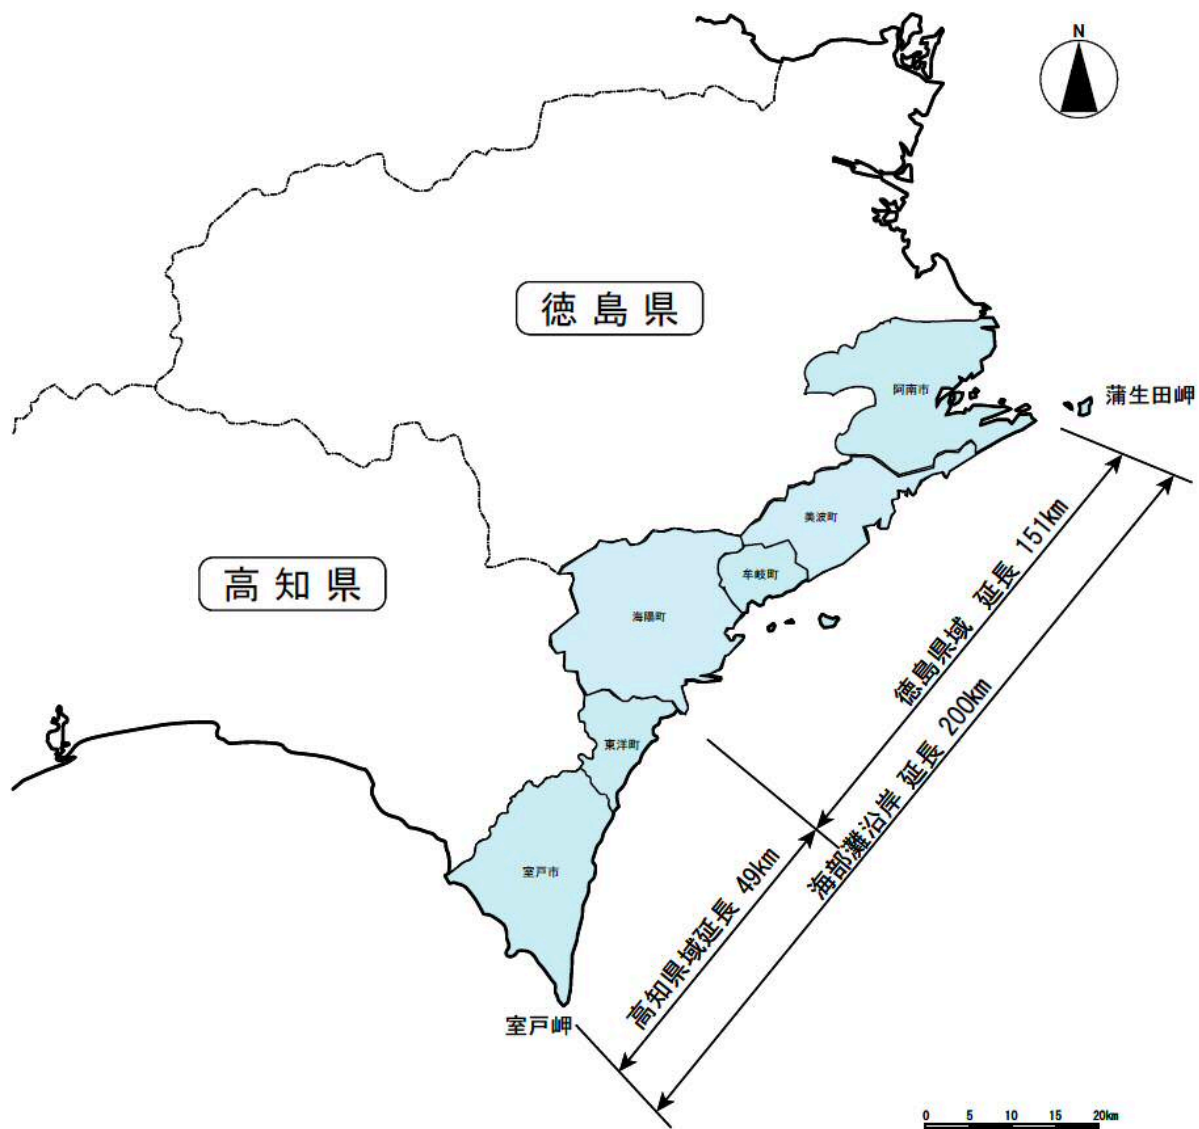 N
徳島県
阿南市
蒲生田岬
美波町
牟岐町
高知県
海陽町
徳島県域 延長 151km
海部灘沿岸 延長 200km
東洋町
室戸市
高知県域延長 49km
室戸岬
0 5 10 15 20km